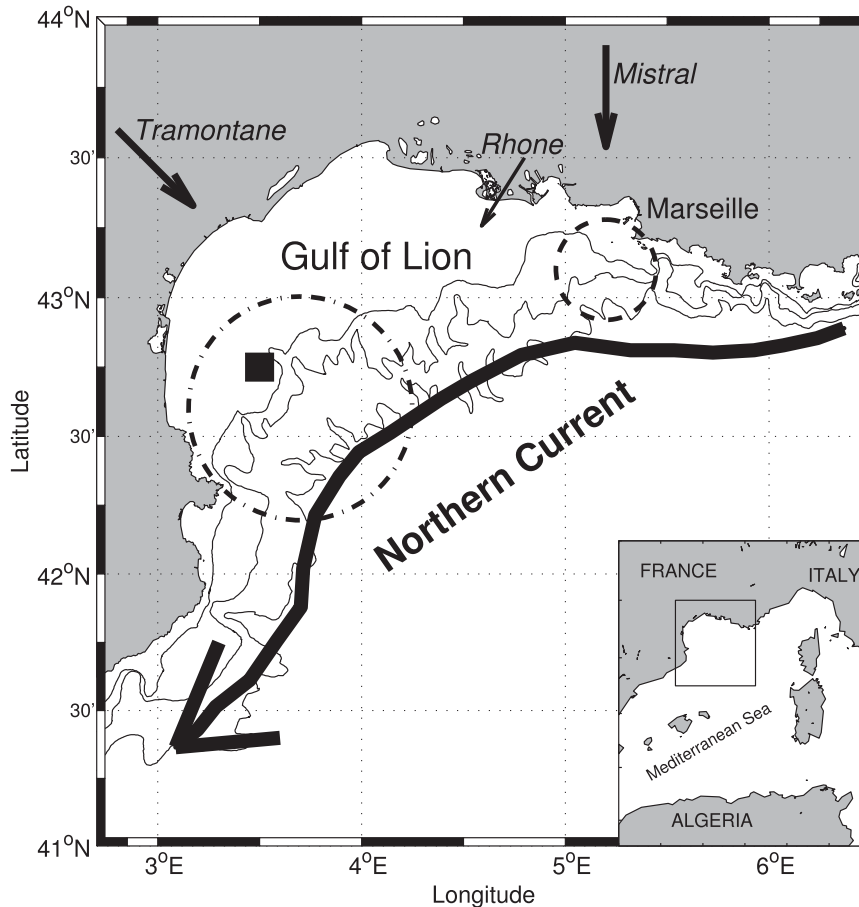 44°N
Mistral
Tramontane
Rhone
30'
Marseille
Gulf of Lion
43°N
Latitude
30'
Northern Current
42°N
FRANCE
ITALY
30'
Mediterranean Sea
ALGERIA
41°N
3°E
4°E
5°E
6°E
Longitude